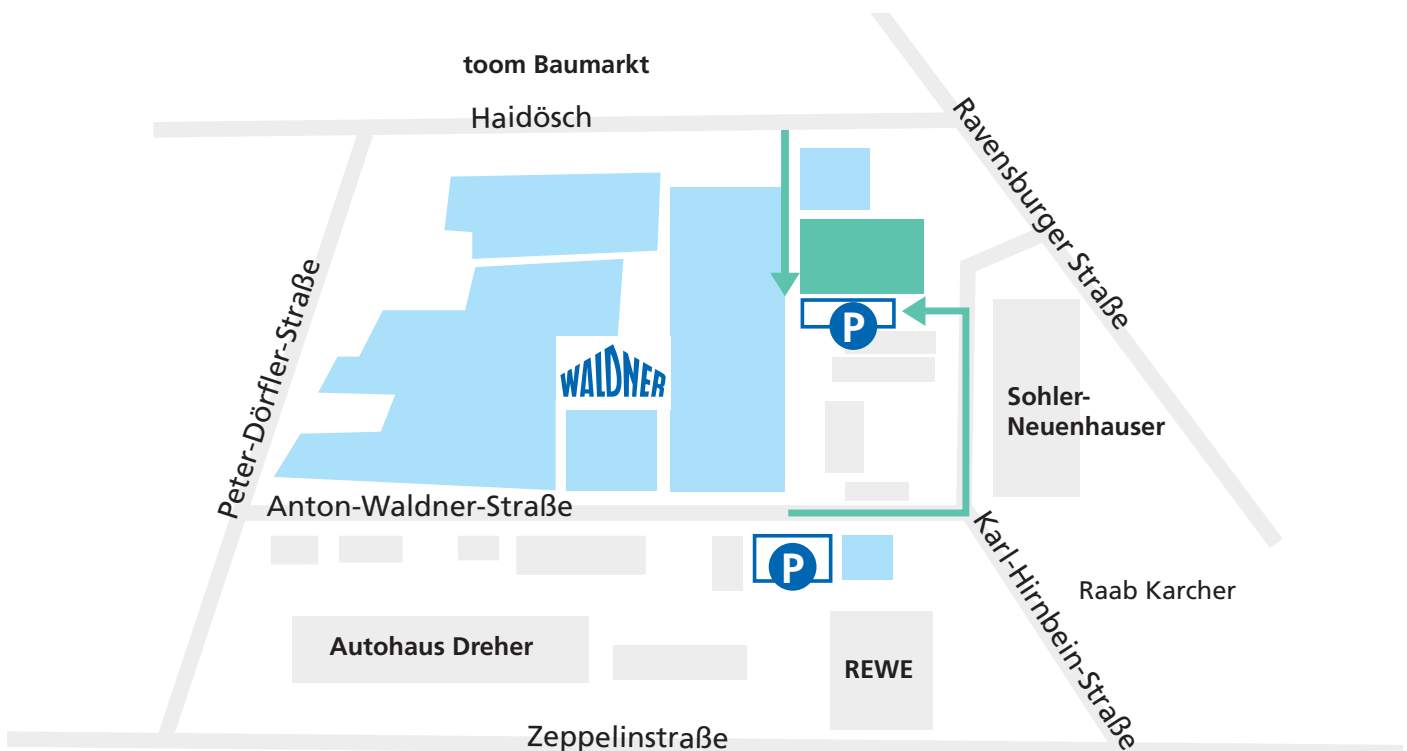 toom Baumarkt
Haidösch
Ravensburger Straße
Peter-Dörfler-Straße
P
WALDNER
Sohler-
Neuenhauser
Anton-Waldner-Straße
Karl-Hirnbein-Straße
P
Raab Karcher
Autohaus Dreher
REWE
Zeppelinstraße